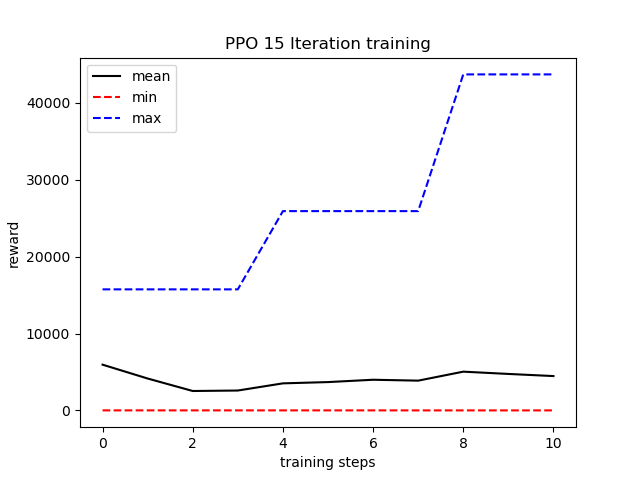 PPO 15 Iteration training
mean
min
max
40000
30000
20000
10000
0
reward
0 2 4 6 8 10
training steps